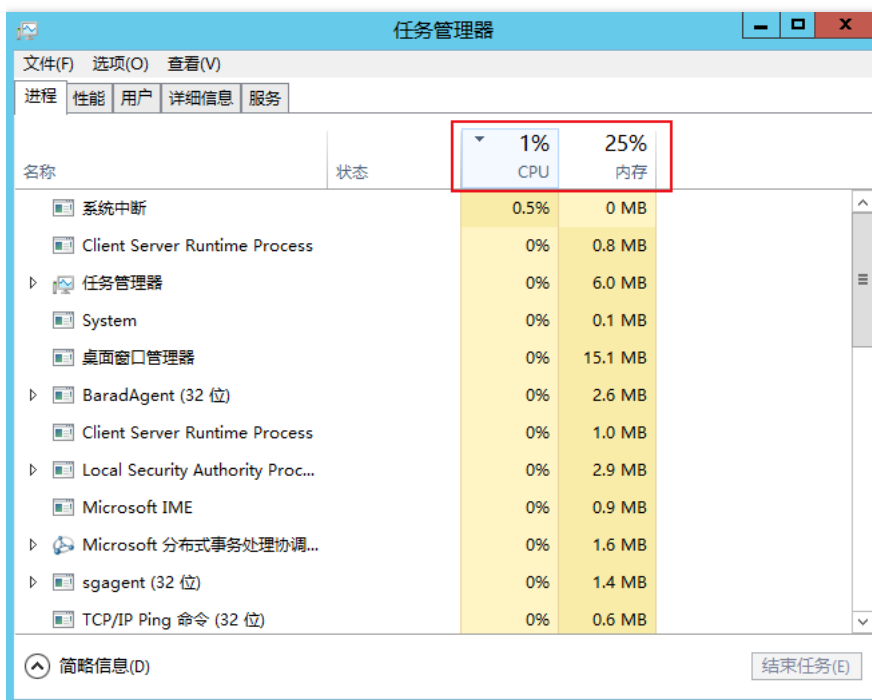 任务管理器
文件(F) 选项(O) 查看(V)
进程 性能 用户 详细信息 服务
1% 25%
名称 状态 CPU 内存
系统中断 0.5% 0 MB
Client Server Runtime Process 0% 0.8 MB
任务管理器 0% 6.0 MB
System 0% 0.1 MB
桌面窗口管理器 0% 15.1 MB
BaradAgent (32 位) 0% 2.6 MB
Client Server Runtime Process 0% 1.0 MB
Local Security Authority Proc... 0% 2.9 MB
Microsoft IME 0% 0.9 MB
Microsoft 分布式事务处理协调... 0% 1.6 MB
sgagent (32 位) 0% 1.4 MB
TCP/IP Ping 命令 (32 位) 0% 0.6 MB
简略信息(D) 结束任务(E)